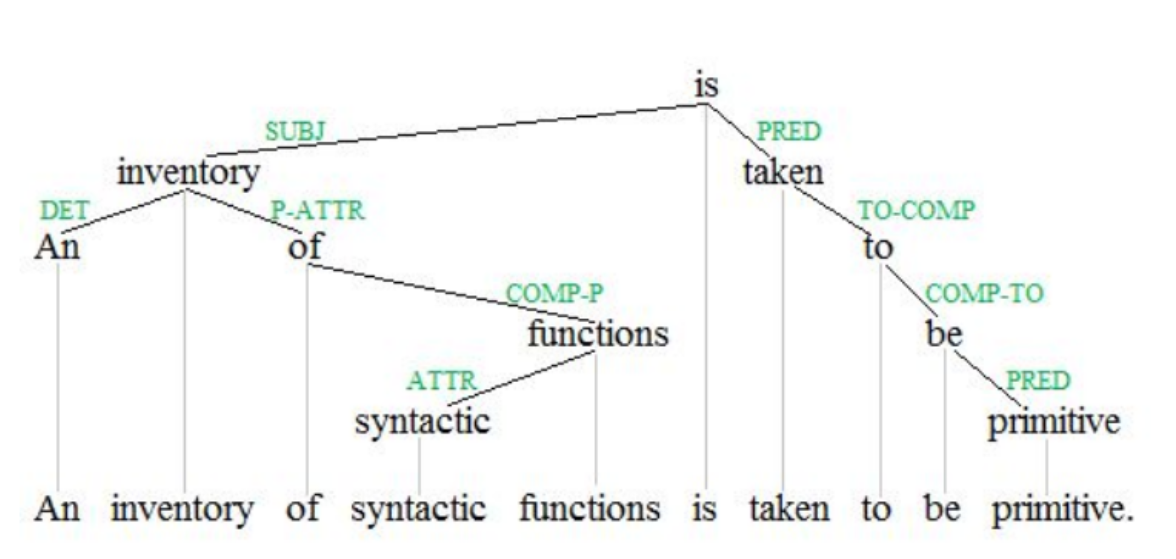 is
SUBJ PRED
inventory taken
DET P-ATTR TO-COMP
An of to
COMP-P COMP-TO
functions be
ATTR PRED
syntactic primitive
An inventory of syntactic functions is taken to be primitive.